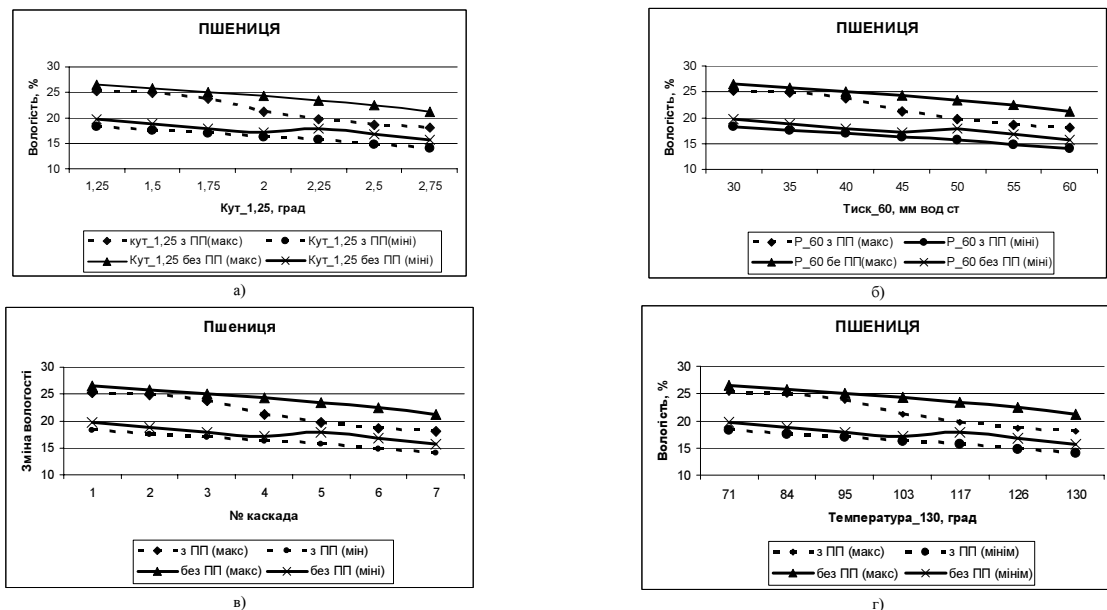 ПШЕНИЦЯ
Вологість, %
30
25
20
15
10
1,25 1,5 1,75 2 2,25 2,5 2,75
Кут_1,25, град
кут_1,25 з ПП(макс) Кут_1,25 з ПП (міні)
Кут_1,25 без ПП (макс) Кут_1,25 без ПП (міні)
а)
ПШЕНИЦЯ
Вологість, %
30
25
20
15
10
30 35 40 45 50 55 60
Тиск_60, мм вод ст
Р_60 з ПП (макс) Р_60 з ПП (міні)
Р_60 бе ПП(макс) Р_60 без ПП (міні)
б)
Пшениця
Зміна вологості
30
25
20
15
10
1 2 3 4 5 6 7
№ каскада
з ПП (макс) з ПП (мін)
без ПП (макс) без ПП (міні)
в)
ПШЕНИЦЯ
Вологість, %
30
25
20
15
10
71 84 95 103 117 126 130
Температура_130, град
з ПП (макс) з ПП (мінім)
без ПП (макс) без ПП (мінім)
г)